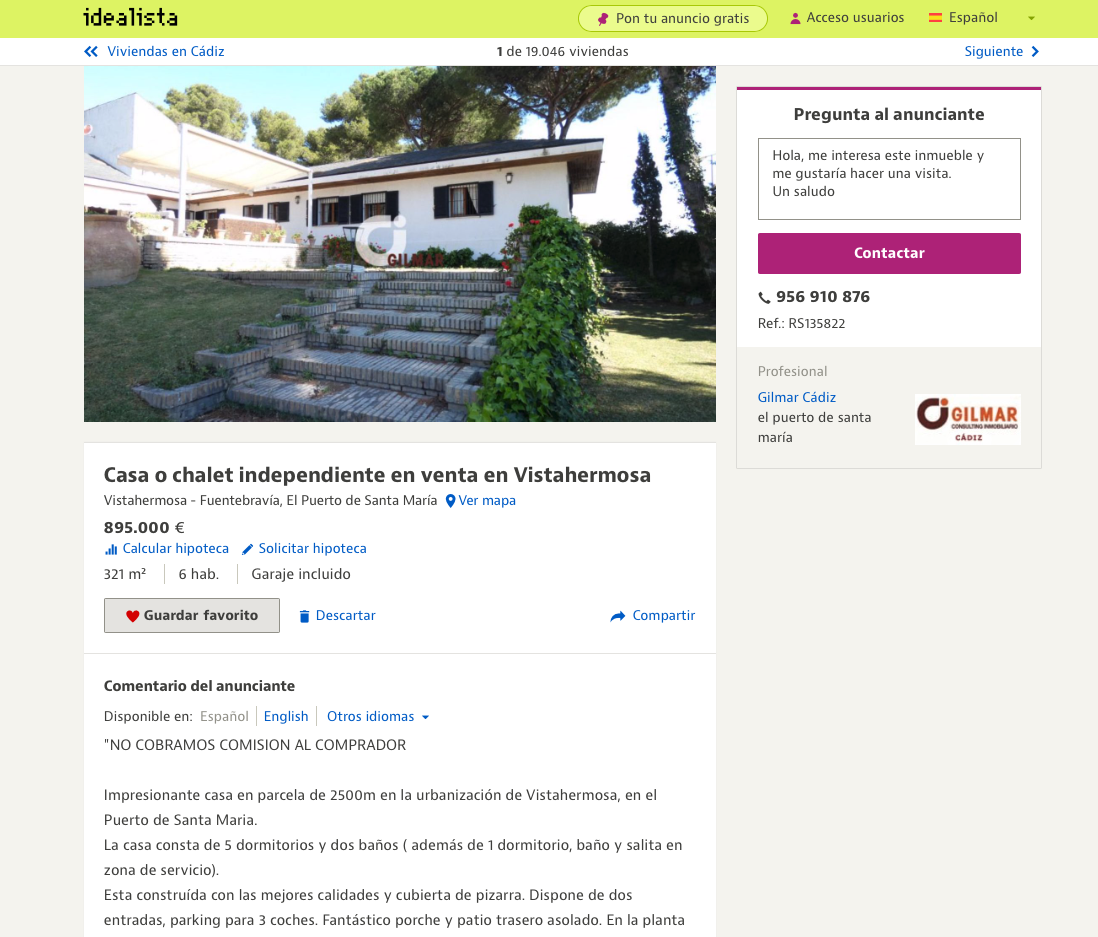 idealista
Pon tu anuncio gratis
Acceso usuarios
Español
Viviendas en Cádiz
1 de 19.046 viviendas
Siguiente
GILMAR
Casa o chalet independiente en venta en Vistahermosa
Vistahermosa - Fuentebravía, El Puerto de Santa María Ver mapa
895.000 €
Calcular hipoteca Solicitar hipoteca
321 m² 6 hab. Garaje incluido
Guardar favorito Descartar Compartir
Comentario del anunciante
Disponible en: Español English Otros idiomas
"NO COBRAMOS COMISION AL COMPRADOR
Impresionante casa en parcela de 2500m en la urbanización de Vistahermosa, en el
Puerto de Santa Maria.
La casa consta de 5 dormitorios y dos baños ( además de 1 dormitorio, baño y salita en
zona de servicio).
Esta construída con las mejores calidades y cubierta de pizarra. Dispone de dos
entradas, parking para 3 coches. Fantástico porche y patio trasero asolado. En la planta
Pregunta al anunciante
Hola, me interesa este inmueble y
me gustaría hacer una visita.
Un saludo
Contactar
956 910 876
Ref.: RS135822
Profesional
Gilmar Cádiz
el puerto de santa
maría
GILMAR
CONSULTING INMOBILIARIO
CÁDIZ